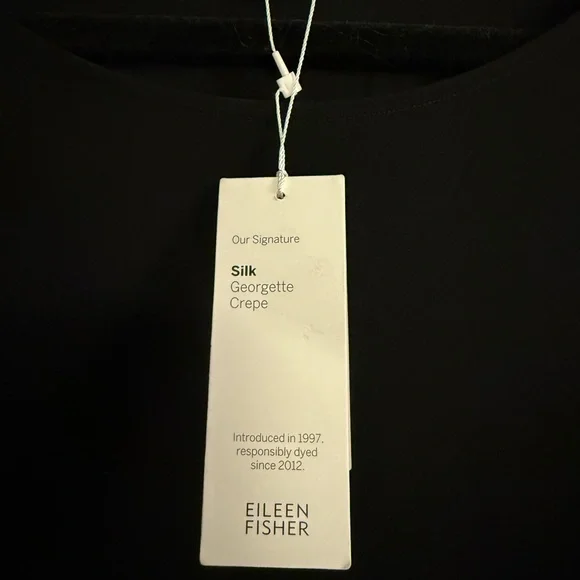 Our Signature
Silk
Georgette
Crepe
Introduced in 1997,
responsibly dyed
since 2012.
EILEEN
FISHER